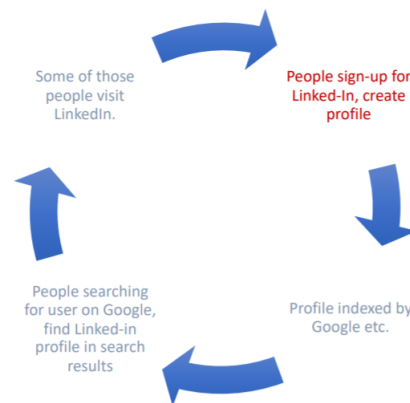 Some of those
people visit
LinkedIn.
People sign-up for
Linked-In, create
profile
Profile indexed by
Google etc.
People searching
for user on Google,
find Linked-in
profile in search
results